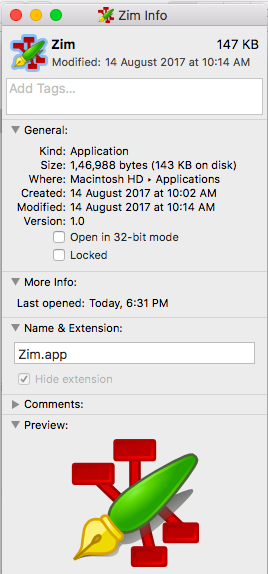 Zim Info
Zim 147 KB
Modified: 14 August 2017 at 10:14 AM
Add Tags...
General:
Kind: Application
Size: 1,46,988 bytes (143 KB on disk)
Where: Macintosh HD ▸ Applications
Created: 14 August 2017 at 10:02 AM
Modified: 14 August 2017 at 10:14 AM
Version: 1.0
Open in 32-bit mode
Locked
More Info:
Last opened: Today, 6:31 PM
Name & Extension:
Zim.app
Hide extension
Comments:
Preview: